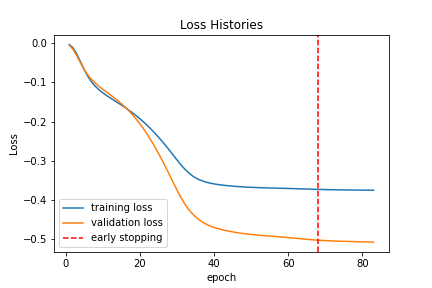 Loss Histories
Loss
0.0
−0.1
−0.2
−0.3
−0.4
−0.5
training loss
validation loss
early stopping
0
20
40
60
80
epoch